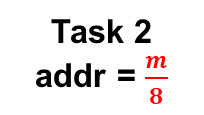 Task 2
addr = m/8